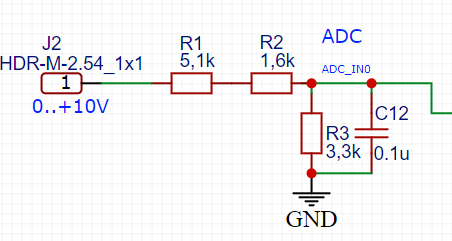 J2
HDR-M-2.54_1x1
1
0..+10V
R1
5,1k
R2
1,6k
ADC
ADC_IN0
R3
3,3k
C12
0.1u
GND